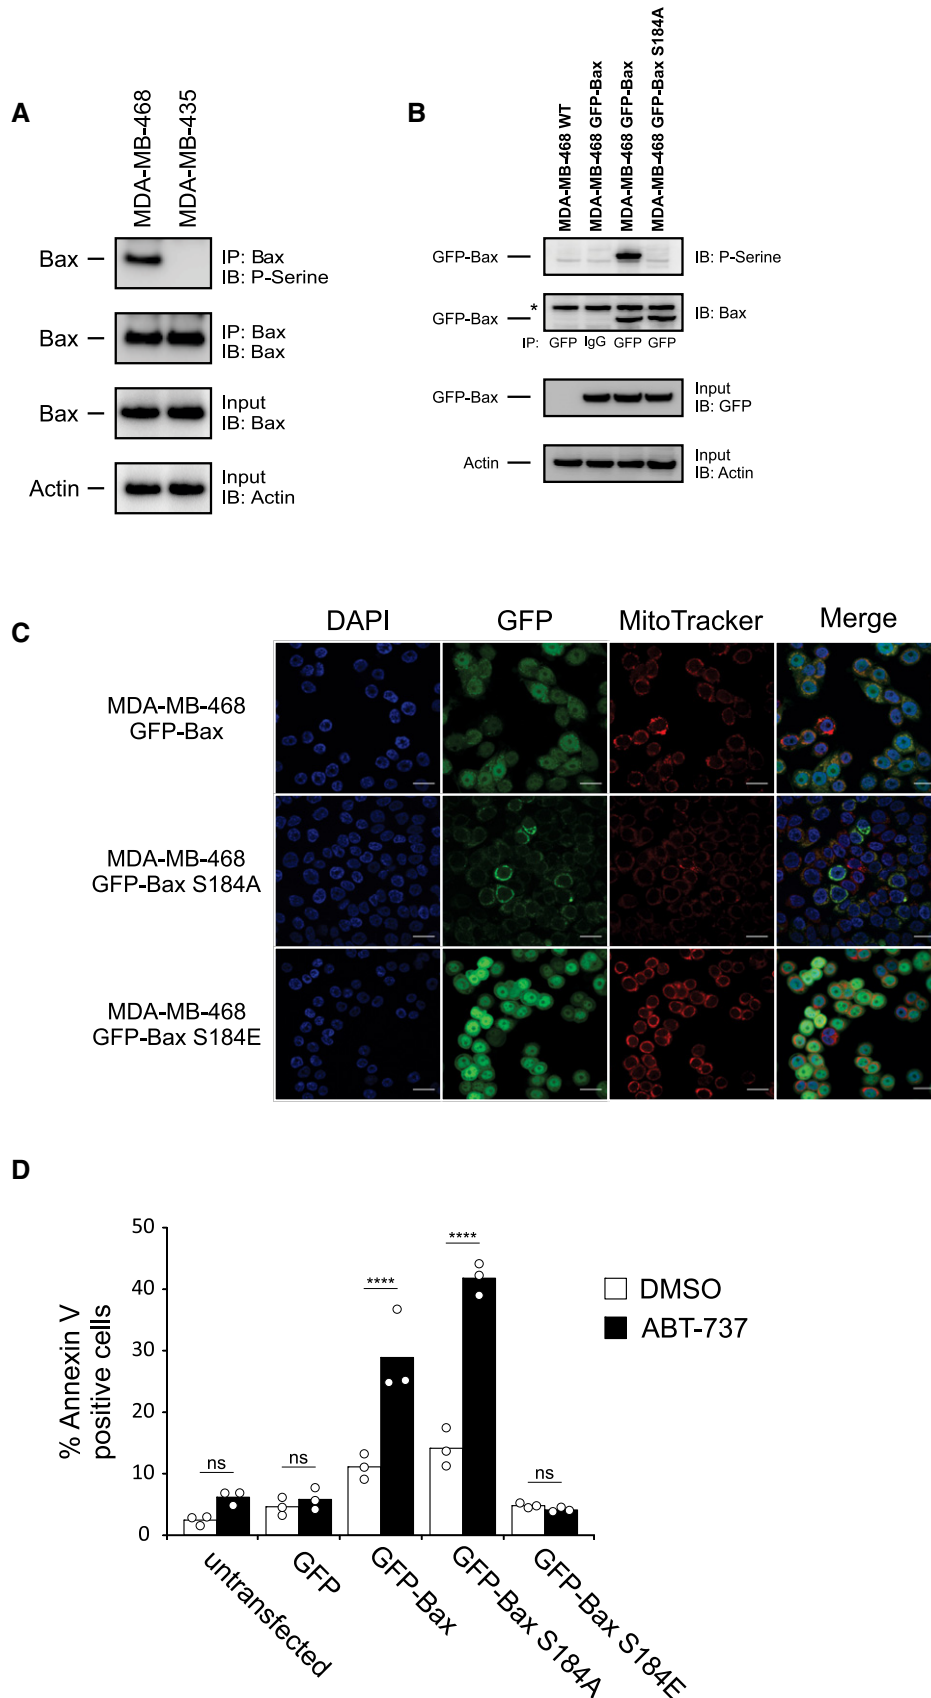 A
MDA-MB-468
MDA-MB-435
Bax
IP: Bax
IB: P-Serine
Bax
IP: Bax
IB: Bax
Bax
Input
IB: Bax
Actin
Input
IB: Actin
B
MDA-MB-468 WT
MDA-MB-468 GFP-Bax
MDA-MB-468 GFP-Bax
MDA-MB-468 GFP-Bax S184A
GFP-Bax
IB: P-Serine
*
GFP-Bax
IB: Bax
IP: GFP IgG GFP GFP
GFP-Bax
Input
IB: GFP
Actin
Input
IB: Actin
C
DAPI GFP MitoTracker Merge
MDA-MB-468
GFP-Bax
MDA-MB-468
GFP-Bax S184A
MDA-MB-468
GFP-Bax S184E
D
% Annexin V
positive cells
50
40
30
20
10
0
ns
ns
****
****
ns
DMSO
ABT-737
untransfected
GFP
GFP-Bax
GFP-Bax S184A
GFP-Bax S184E